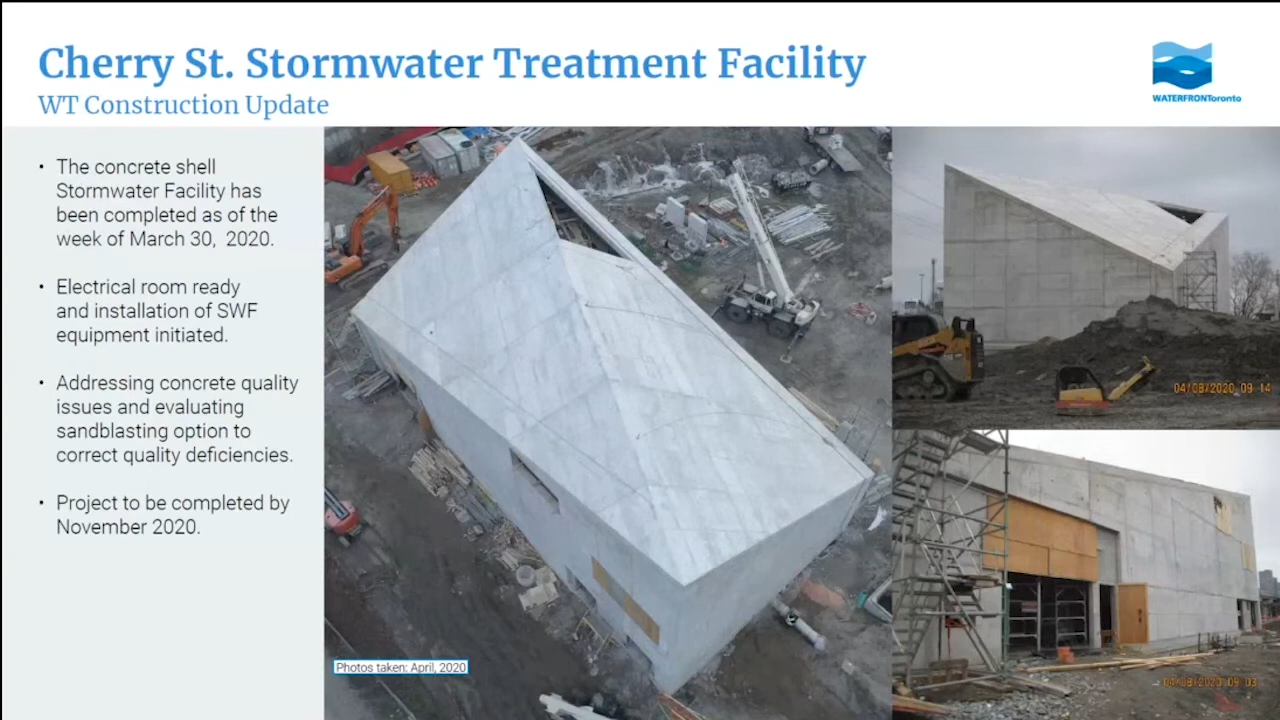 Cherry St. Stormwater Treatment Facility
WT Construction Update
WATERFRONToronto
• The concrete shell
Stormwater Facility has
been completed as of the
week of March 30, 2020.
• Electrical room ready
and installation of SWF
equipment initiated.
• Addressing concrete quality
issues and evaluating
sandblasting option to
correct quality deficiencies.
• Project to be completed by
November 2020.
Photos taken: April, 2020
04/08/2020 09 14
04/08/2020 09 03